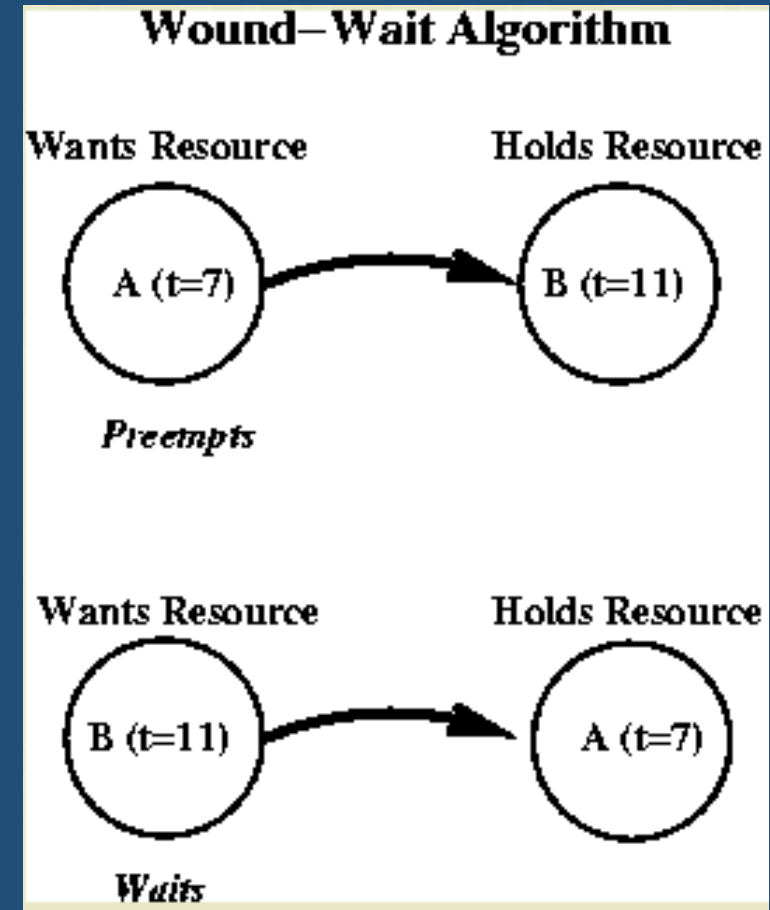 Wound–Wait Algorithm
Wants Resource Holds Resource
A (t=7) B (t=11)
Preempts
Wants Resource Holds Resource
B (t=11) A (t=7)
Waits